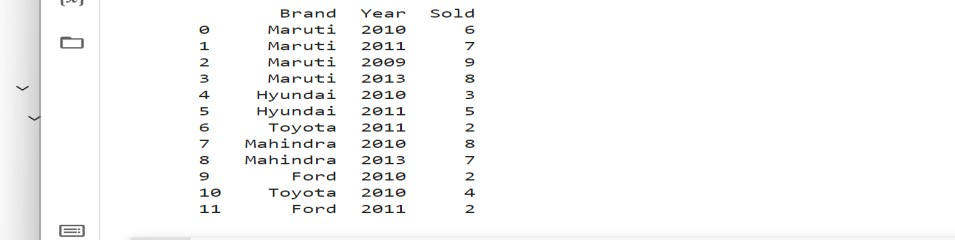 Brand Year Sold
0 Maruti 2010 6
1 Maruti 2011 7
2 Maruti 2009 9
3 Maruti 2013 8
4 Hyundai 2010 3
5 Hyundai 2011 5
6 Toyota 2011 2
7 Mahindra 2010 8
8 Mahindra 2013 7
9 Ford 2010 2
10 Toyota 2010 4
11 Ford 2011 2